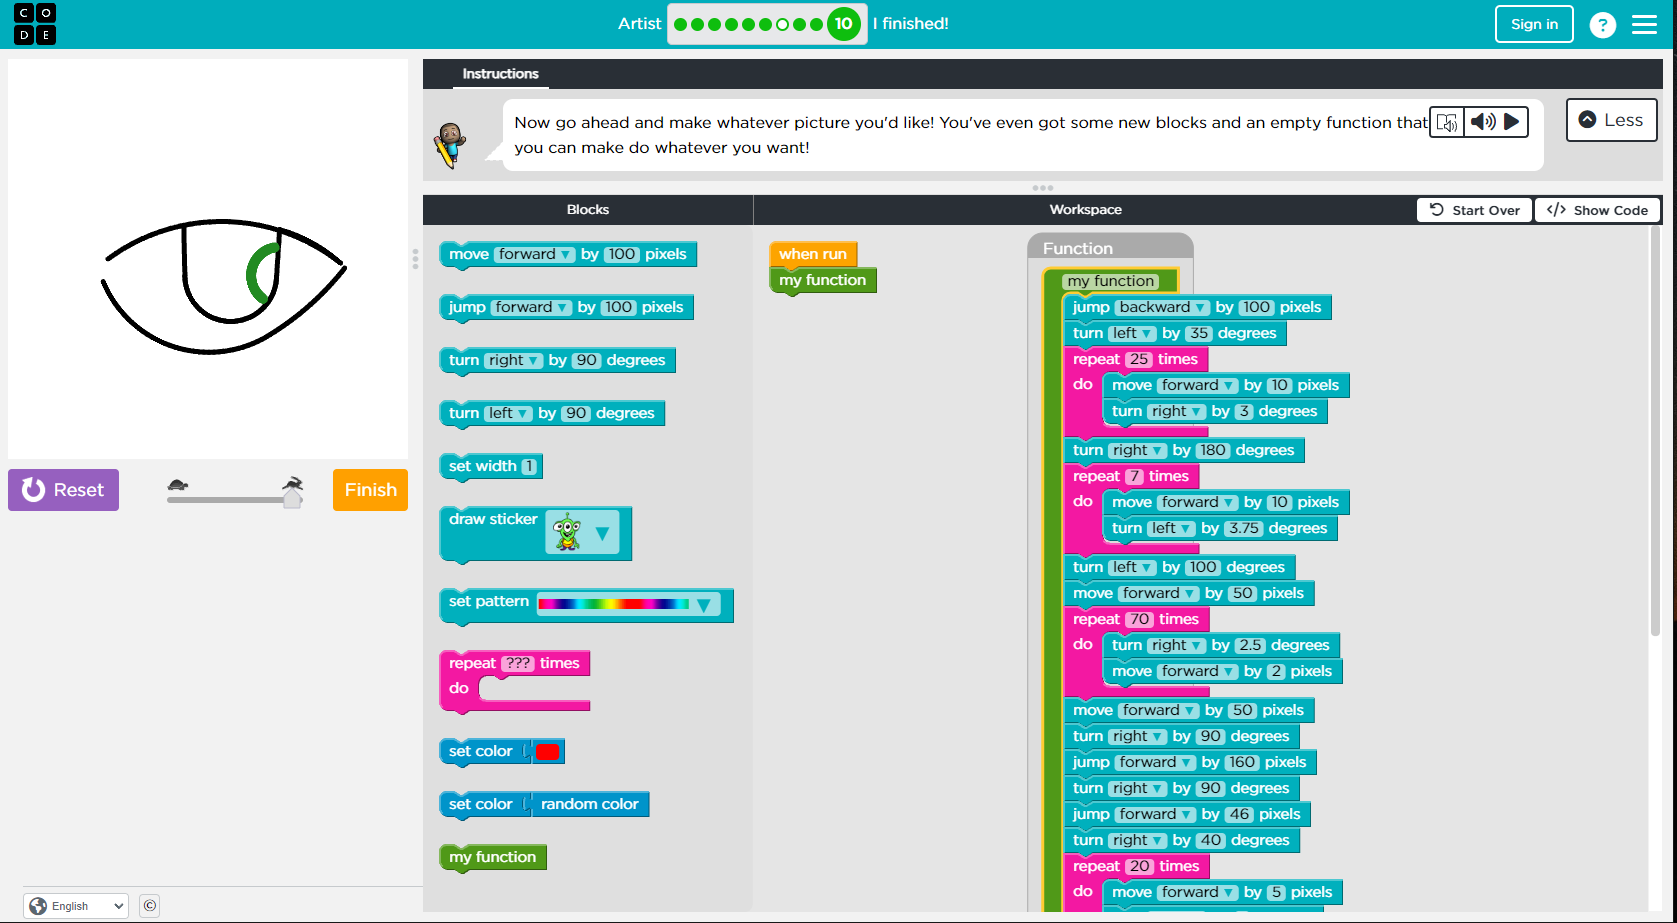 C O
D E
Artist
10
I finished!
Sign in
?
Instructions
Now go ahead and make whatever picture you'd like! You've even got some new blocks and an empty function that
you can make do whatever you want!
Less
Blocks
Workspace
Start Over
</> Show Code
Reset
Finish
move forward by 100 pixels
jump forward by 100 pixels
turn right by 90 degrees
turn left by 90 degrees
set width 1
draw sticker
set pattern
repeat ??? times
do
set color
set color random color
my function
when run
my function
Function
my function
jump backward by 100 pixels
turn left by 35 degrees
repeat 25 times
do move forward by 10 pixels
turn right by 3 degrees
turn right by 180 degrees
repeat 7 times
do move forward by 10 pixels
turn left by 3.75 degrees
turn left by 100 degrees
move forward by 50 pixels
repeat 70 times
do turn right by 2.5 degrees
move forward by 2 pixels
move forward by 50 pixels
turn right by 90 degrees
jump forward by 160 pixels
turn right by 90 degrees
jump forward by 46 pixels
turn right by 40 degrees
repeat 20 times
do move forward by 5 pixels
English
©